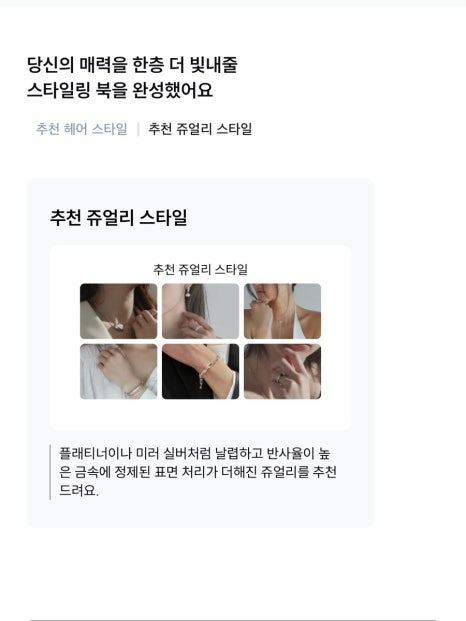 당신의 매력을 한층 더 빛내줄
스타일링 북을 완성했어요
추천 헤어 스타일 | 추천 쥬얼리 스타일
추천 쥬얼리 스타일
추천 쥬얼리 스타일
플래티너이나 미러 실버처럼 날렵하고 반사율이 높
은 금속에 정제된 표면 처리가 더해진 쥬얼리를 추천
드려요.